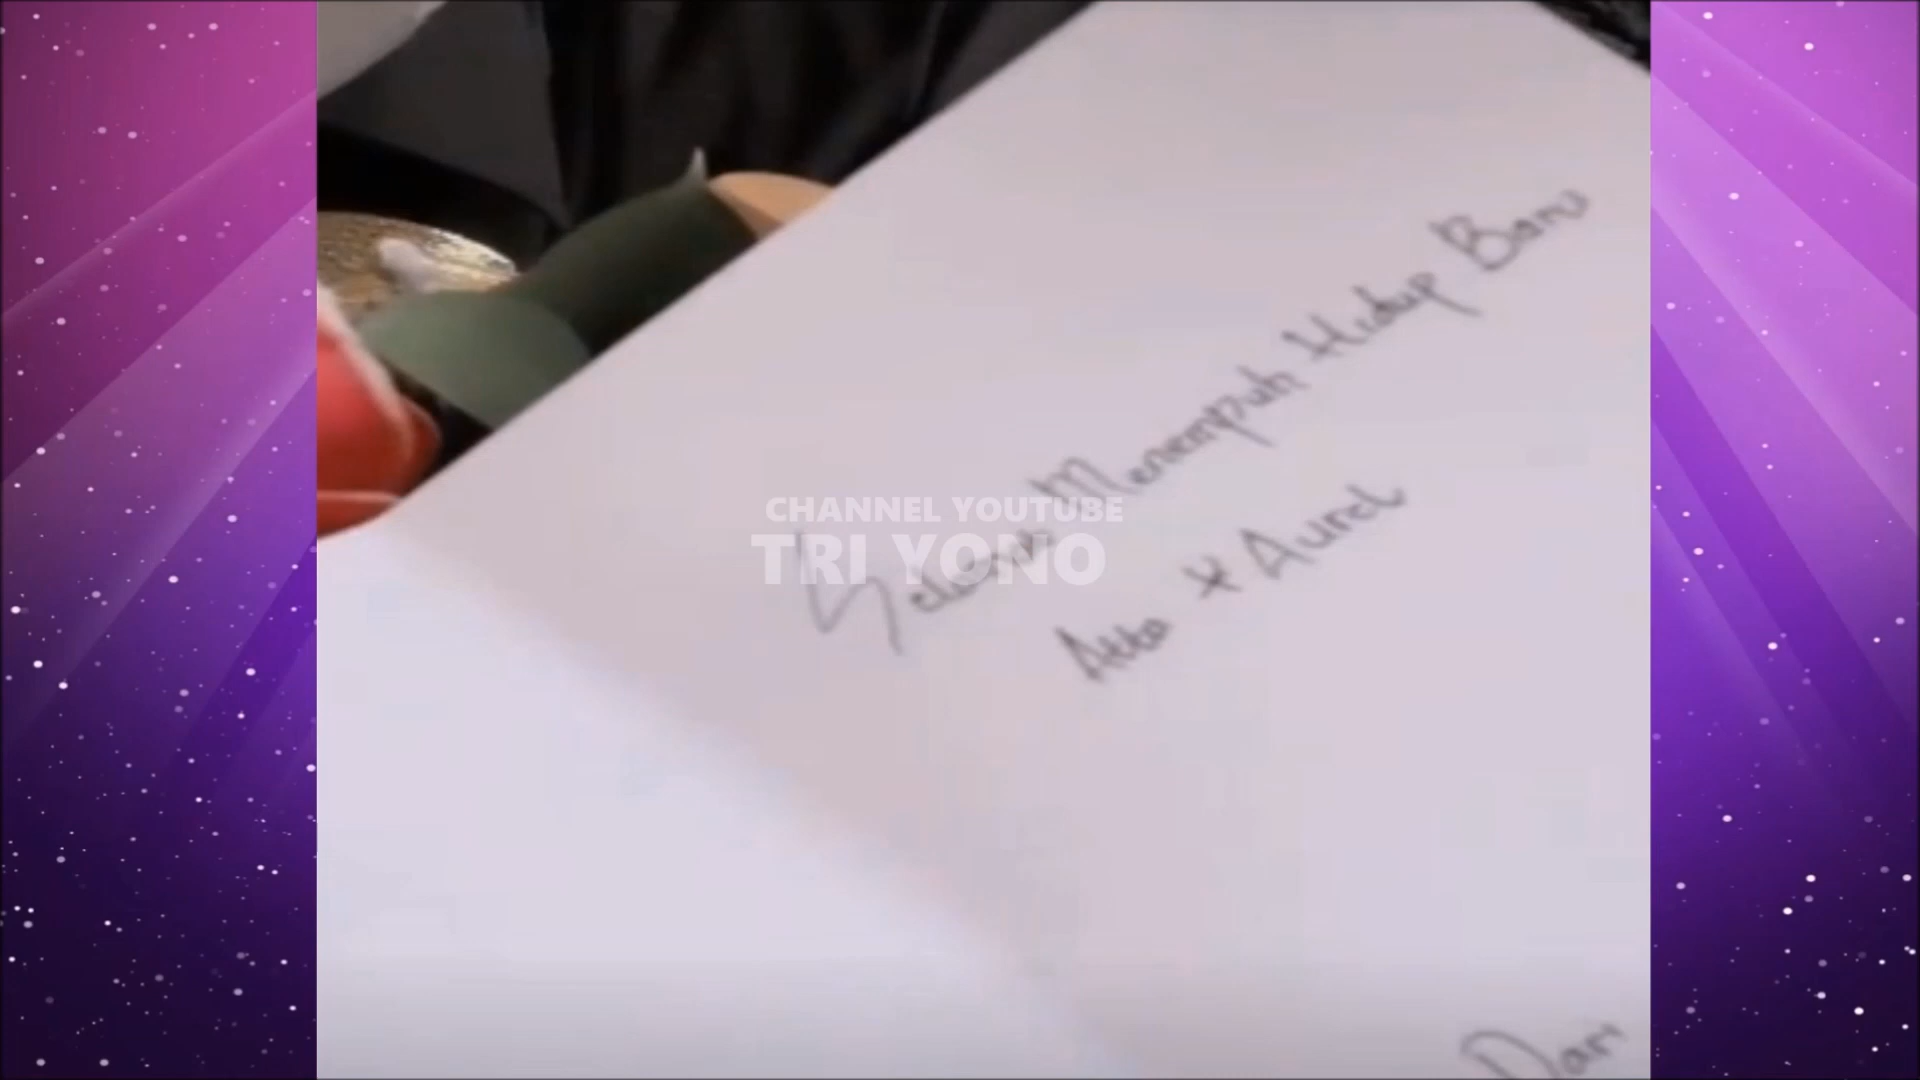 Selamat Menempuh Hidup Baru
Atta & Aurel
CHANNEL YOUTUBE
TRI YONO
Dari